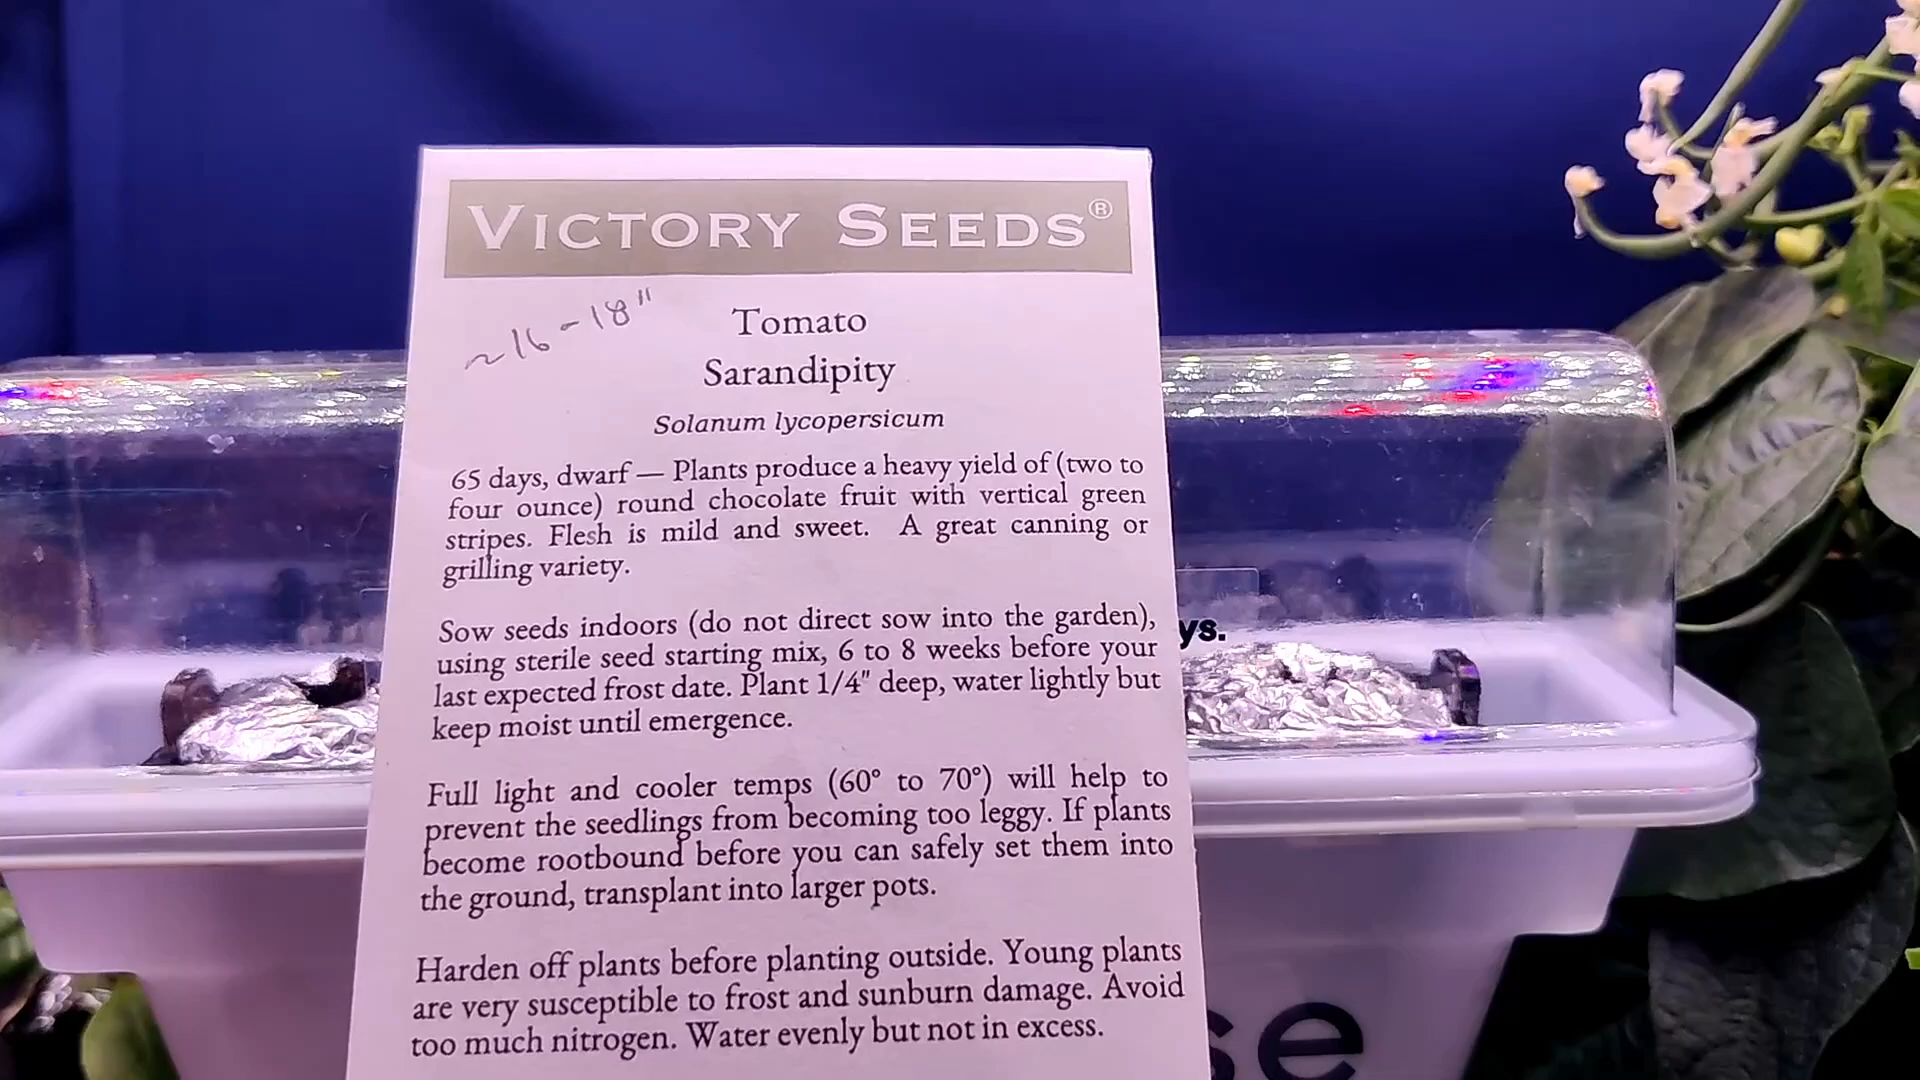 VICTORY SEEDS®
~16-18"
Tomato
Sarandipity
Solanum lycopersicum
65 days, dwarf — Plants produce a heavy yield of (two to
four ounce) round chocolate fruit with vertical green
stripes. Flesh is mild and sweet. A great canning or
grilling variety.
Sow seeds indoors (do not direct sow into the garden),
using sterile seed starting mix, 6 to 8 weeks before your
last expected frost date. Plant 1/4" deep, water lightly but
keep moist until emergence.
Full light and cooler temps (60° to 70°) will help to
prevent the seedlings from becoming too leggy. If plants
become rootbound before you can safely set them into
the ground, transplant into larger pots.
Harden off plants before planting outside. Young plants
are very susceptible to frost and sunburn damage. Avoid
too much nitrogen. Water evenly but not in excess.
ys.
se